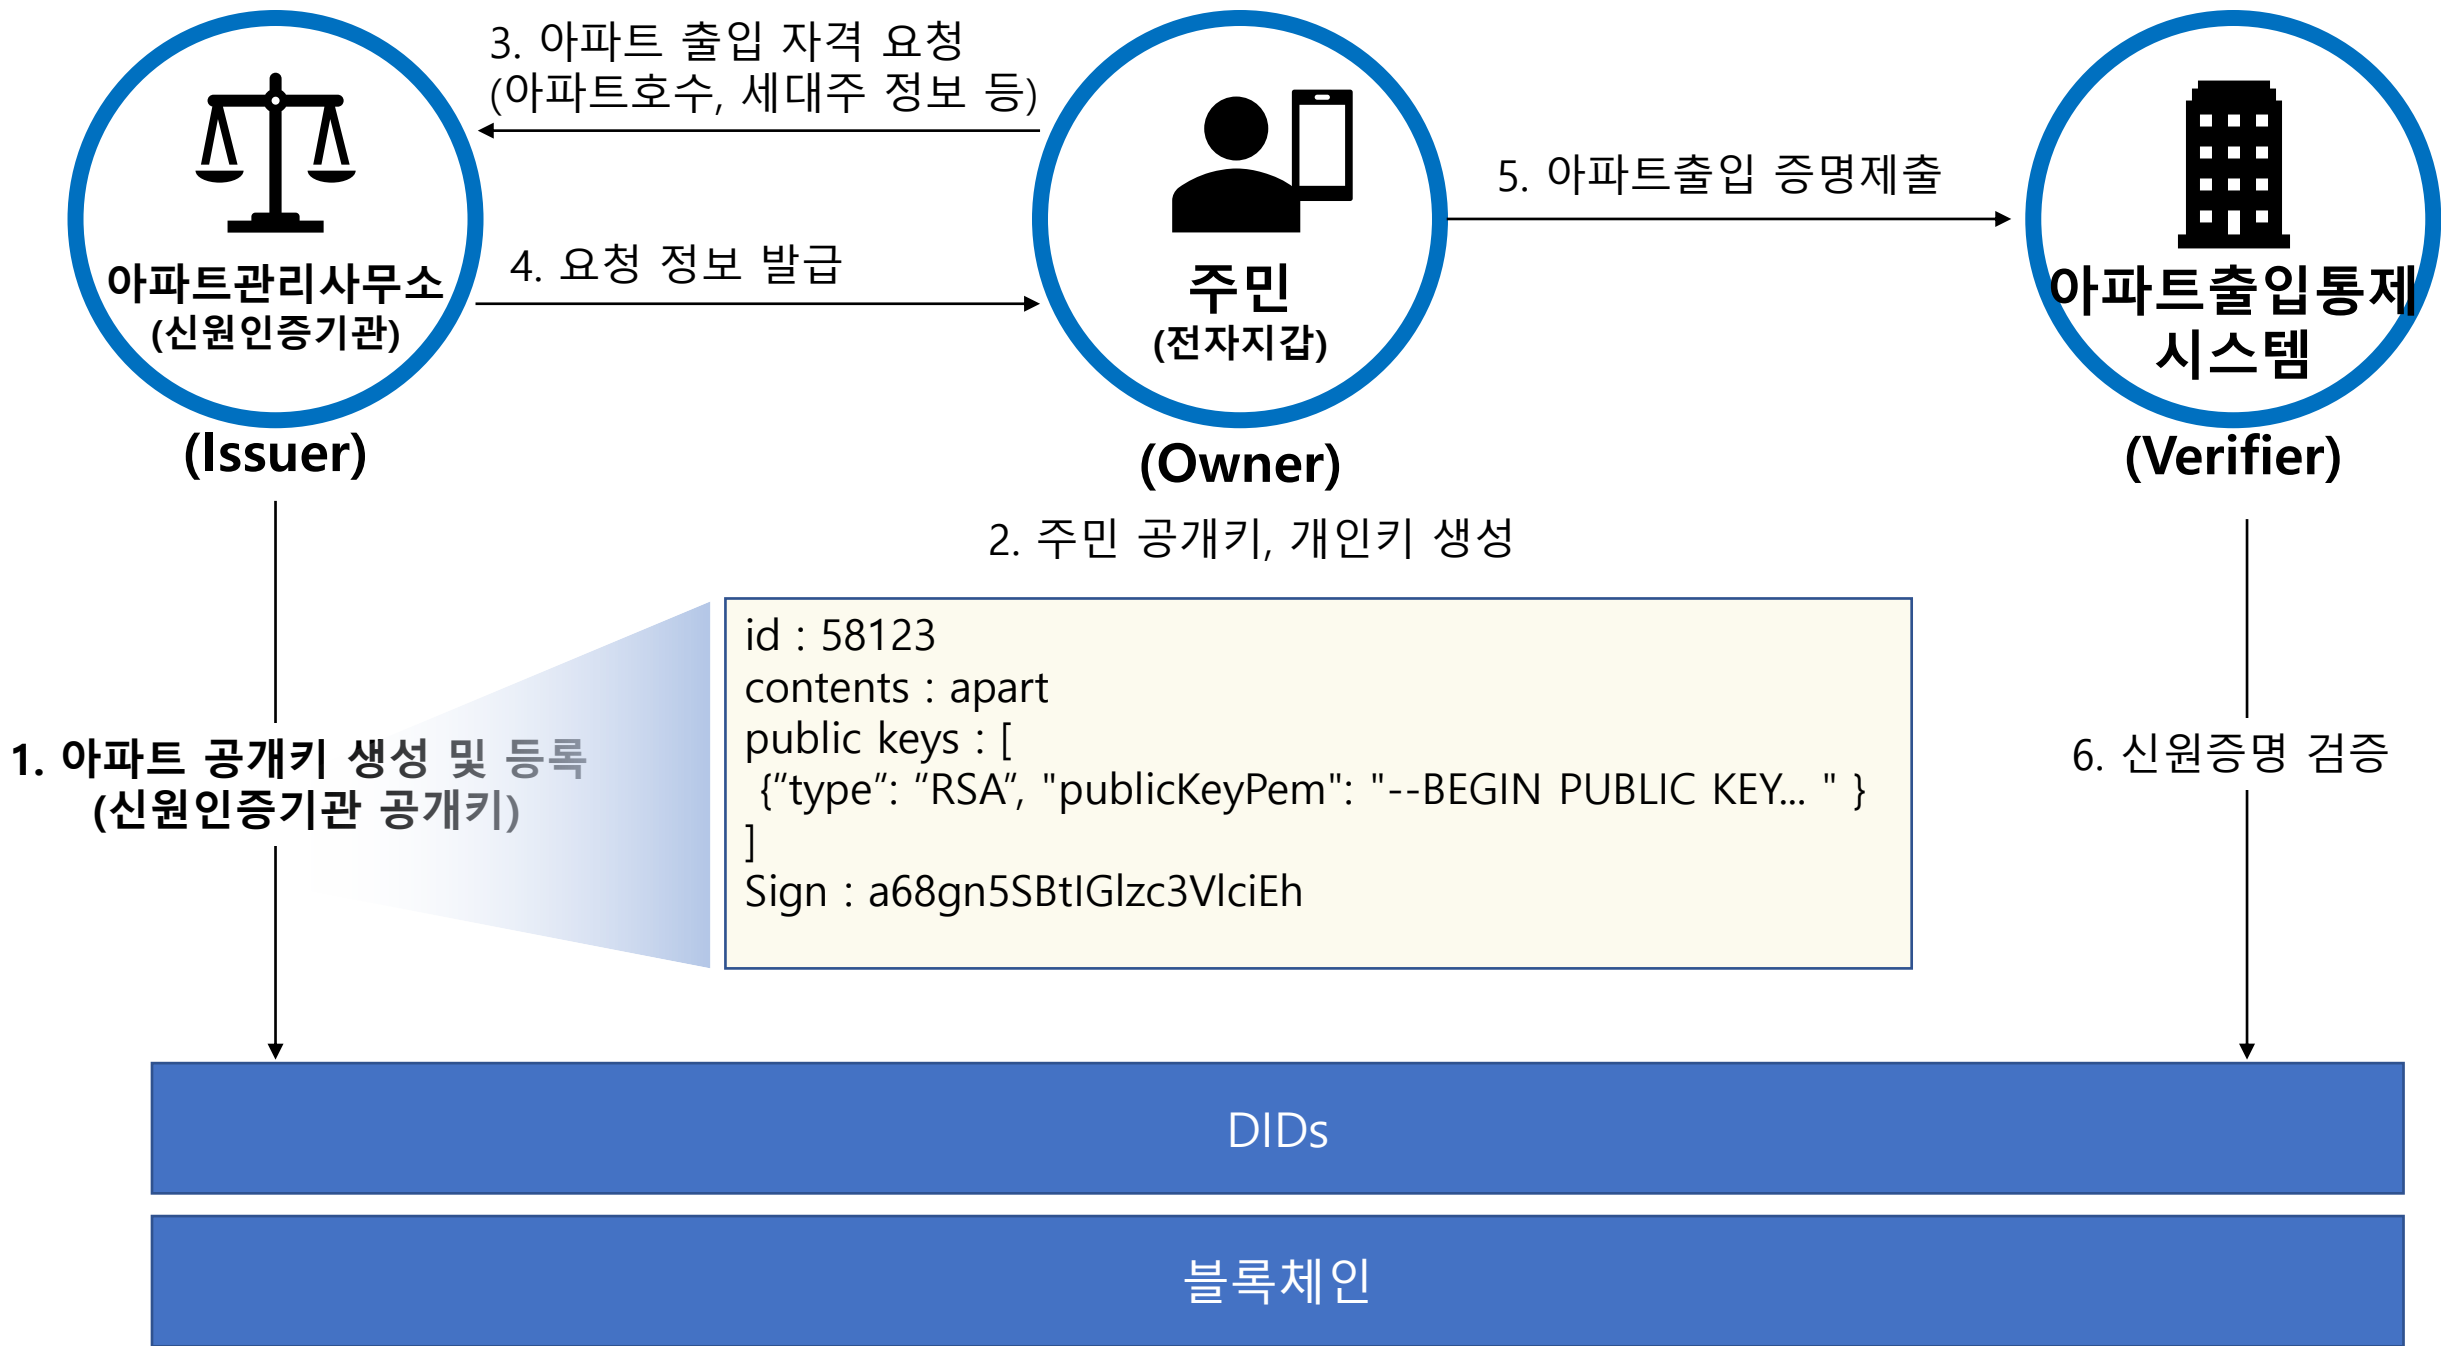 3. 아파트 출입 자격 요청
(아파트호수, 세대주 정보 등)
5. 아파트출입 증명제출
4. 요청 정보 발급
아파트관리사무소
(신원인증기관)
주민
(전자지갑)
아파트출입통제
시스템
(Issuer)
(Owner)
(Verifier)
2. 주민 공개키, 개인키 생성
id : 58123
contents : apart
public keys : [
{“type”: “RSA”, "publicKeyPem": "--BEGIN PUBLIC KEY... " }
]
Sign : a68gn5SBtIGlzc3VlciEh
1. 아파트 공개키 생성 및 등록
(신원인증기관 공개키)
6. 신원증명 검증
DIDs
블록체인